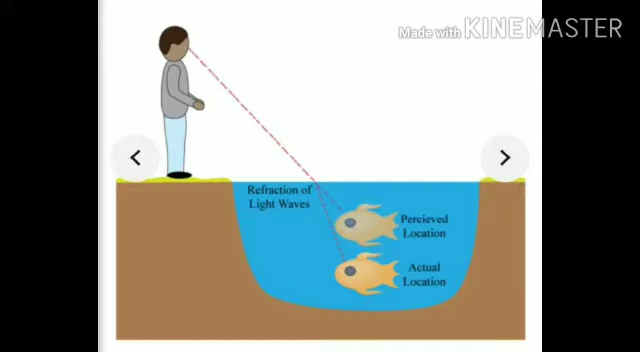 Made with KINEMASTER
Refraction of
Light Waves
Percieved
Location
Actual
Location